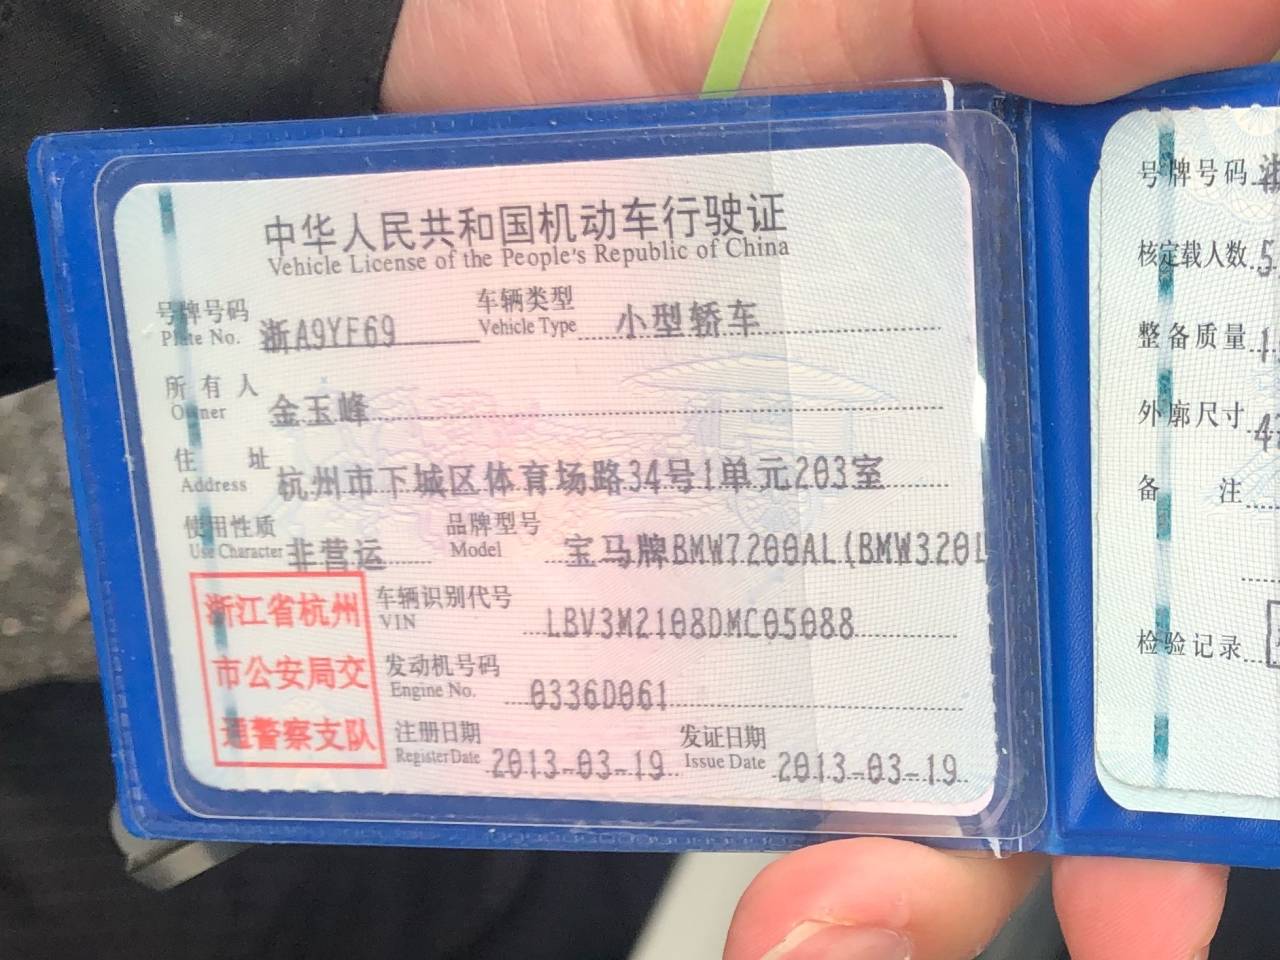 中华人民共和国机动车行驶证
Vehicle License of the People's Republic of China
号牌号码 浙A9YF69 车辆类型 小型轿车
Plate No. Vehicle Type
所有人 金玉峰
Owner
住址 杭州市下城区体育场路34号1单元203室
Address
使用性质 非营运 品牌型号 宝马牌BMW7200AL(BMW320L
Use Character Model
车辆识别代号 LBV3M2108DMC05088
VIN
发动机号码 0336D061
Engine No.
注册日期 2013-03-19 发证日期 2013-03-19
Register Date Issue Date
浙江省杭州
市公安局交
通警察支队
号牌号码
核定载人数 5
整备质量
外廓尺寸
备注
检验记录